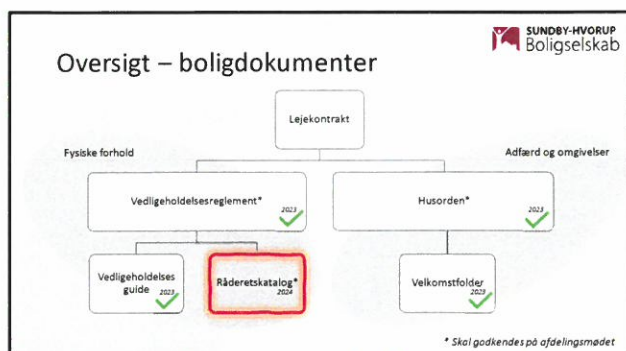 SUNDBY-HVORUP
Boligselskab
Oversigt – boligdokumenter
Lejekontrakt
Fysiske forhold
Adfærd og omgivelser
Vedligeholdelsesreglement*
2023
Husorden*
2023
Vedligeholdelses
guide
2023
Råderetskatalog*
2024
Velkomstfolder
2023
* Skal godkendes på afdelingsmødet